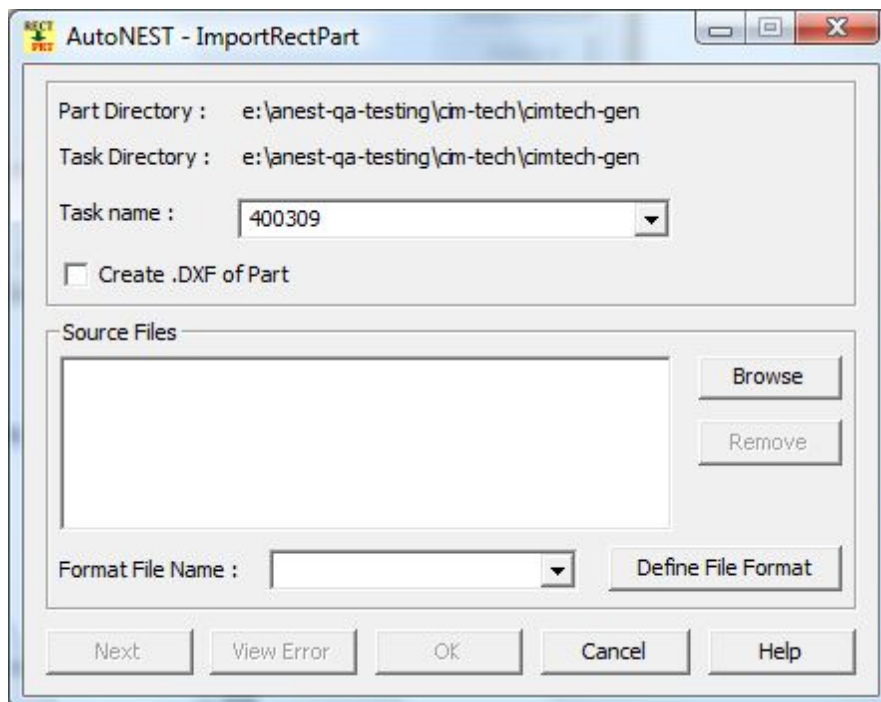 RECT
PRT
AutoNEST - ImportRectPart
Part Directory : e:\anest-qa-testing\cim-tech\cimtech-gen
Task Directory : e:\anest-qa-testing\cim-tech\cimtech-gen
Task name : 400309
Create .DXF of Part
Source Files
Browse
Remove
Format File Name : Define File Format
Next View Error OK Cancel Help